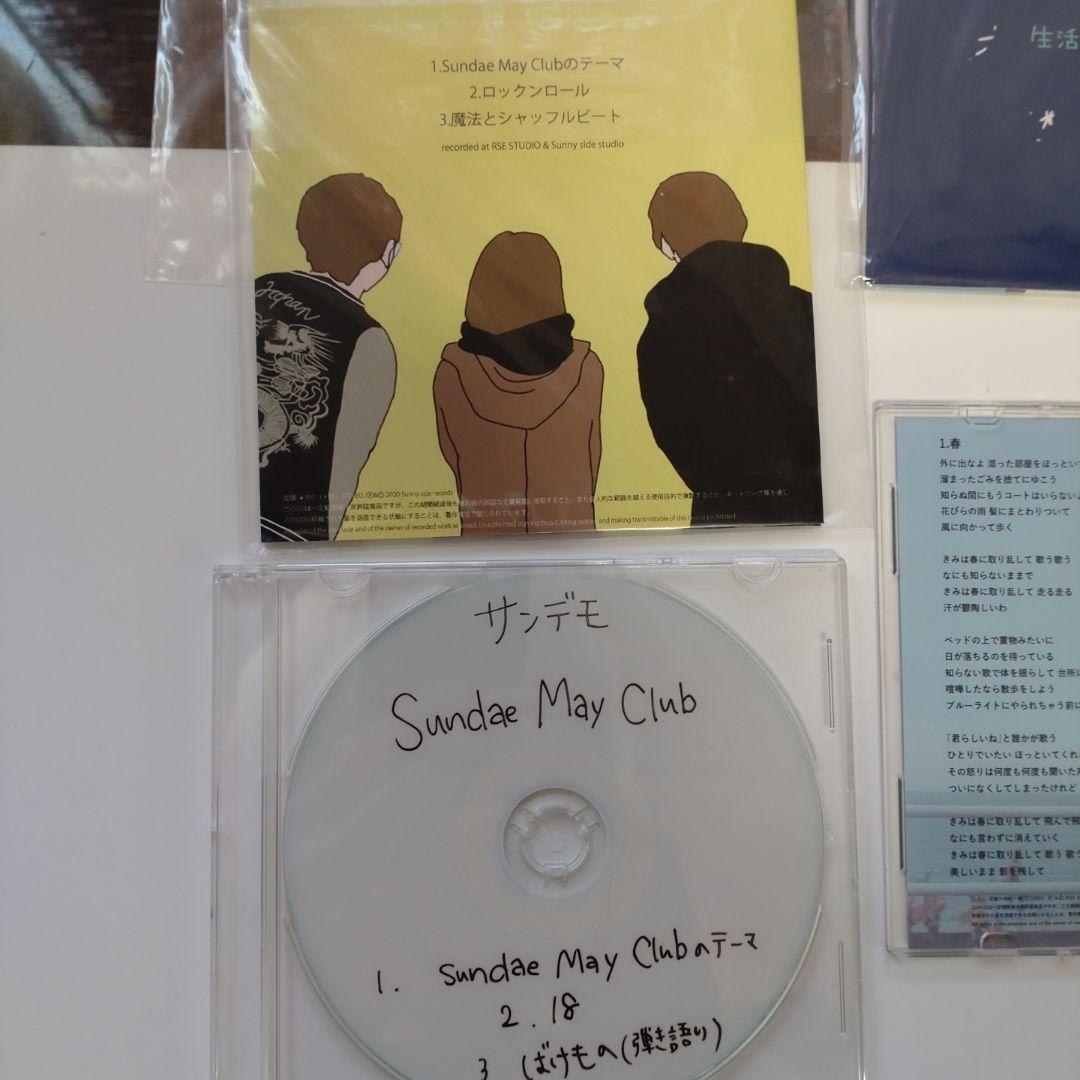 1.Sundae May Clubのテーマ
2.ロックンロール
3.魔法とシャッフルビート
recorded at RSE STUDIO & Sunny side studio
Japan
2020 Sunny side records
サンデモ
Sundae May Club
1. Sundae May Clubのテーマ
2. 18
3 ばけもの(弾き語り)
生活
1.春
外に出なよ 湿った部屋をほっといて
溜まったごみを捨てにゆこう
知らぬ間にもうコートはいらない
花びらの雨 髪にまとわりついて
風に向かって歩く
きみは春に取り乱して 歌う歌う
なにも知らないままで
きみは春に取り乱して 走る走る
汗が鬱陶しいわ
ベッドの上で置物みたいに
日が落ちるのを待っている
知らない歌で体を揺らして 台所に
喧嘩したなら散歩をしよう
ブルーライトにやられちゃう前に
「君らしいね」と誰かが歌う
ひとりでいたい ほっといてくれ
その怒りは何度も何度も聞いた
ついになくしてしまったけれど
きみは春に取り乱して 飛んで飛
なにも言わずに消えていく
きみは春に取り乱して 歌う 歌
美しいまま 影を残して